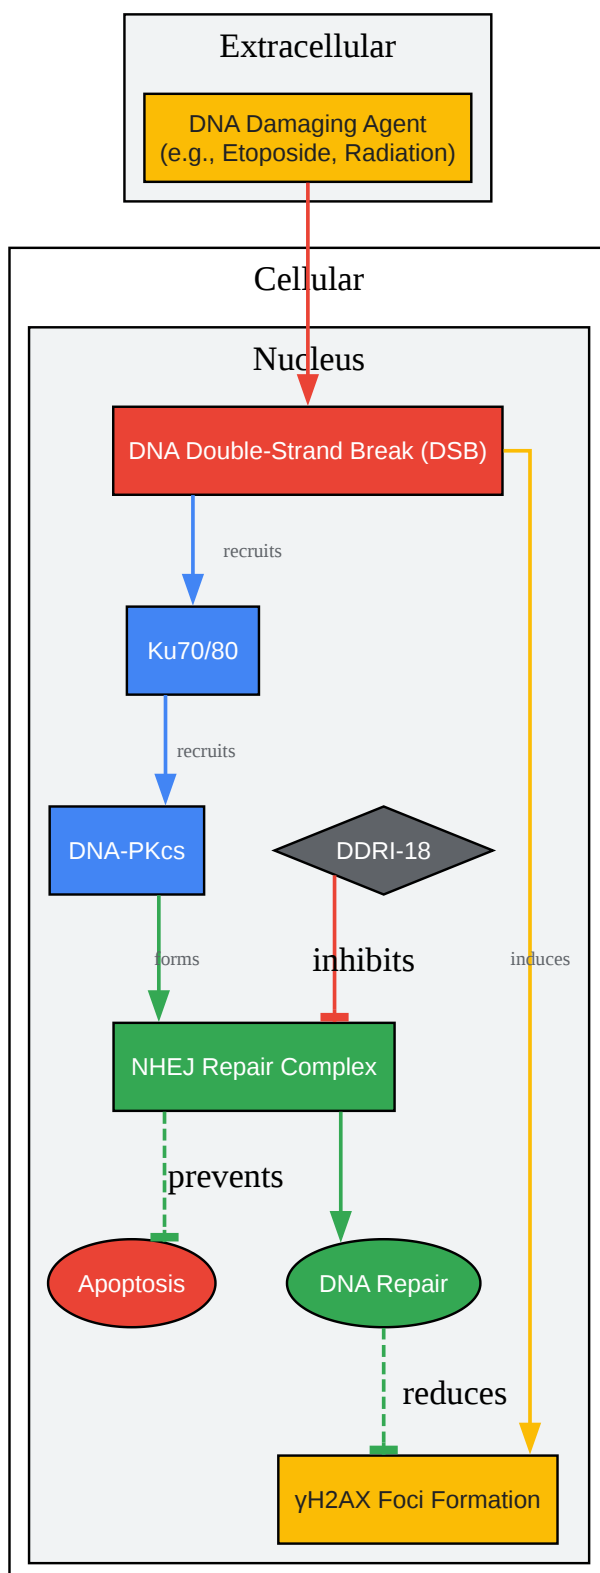 Extracellular
DNA Damaging Agent
(e.g., Etoposide, Radiation)
Cellular
Nucleus
DNA Double-Strand Break (DSB)
recruits
Ku70/80
recruits
DNA-PKcs
DDRI-18
forms
inhibits
induces
NHEJ Repair Complex
prevents
Apoptosis
DNA Repair
reduces
γH2AX Foci Formation